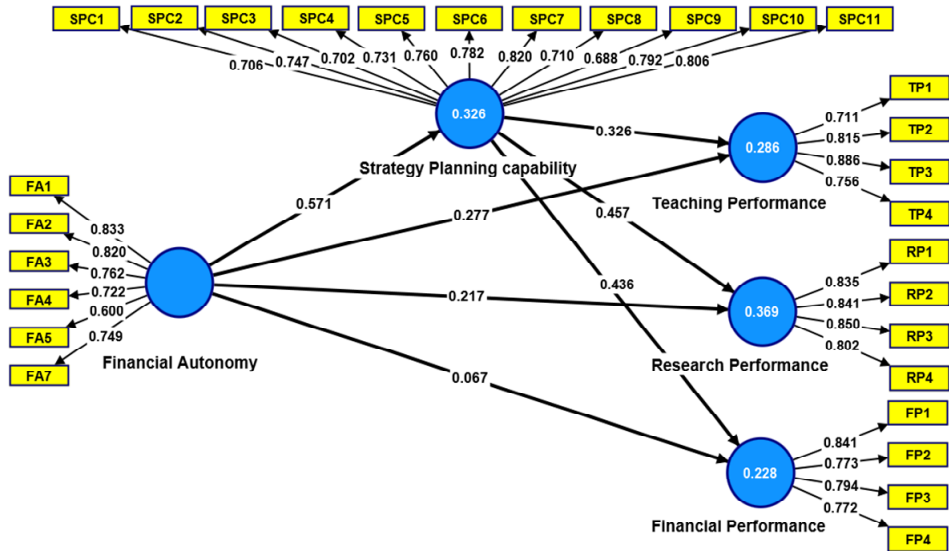 SPC1 SPC2 SPC3 SPC4 SPC5 SPC6 SPC7 SPC8 SPC9 SPC10 SPC11
0.706 0.747 0.702 0.731 0.760 0.782 0.820 0.710 0.688 0.792 0.806
0.326
Strategy Planning capability
0.326
0.286
Teaching Performance
0.711
0.815
0.886
0.756
TP1
TP2
TP3
TP4
FA1
FA2
FA3
FA4
FA5
FA7
0.833
0.820
0.762
0.722
0.600
0.749
Financial Autonomy
0.571
0.277
0.457
0.436
0.217
0.067
0.369
Research Performance
0.835
0.841
0.850
0.802
RP1
RP2
RP3
RP4
0.228
Financial Performance
0.841
0.773
0.794
0.772
FP1
FP2
FP3
FP4